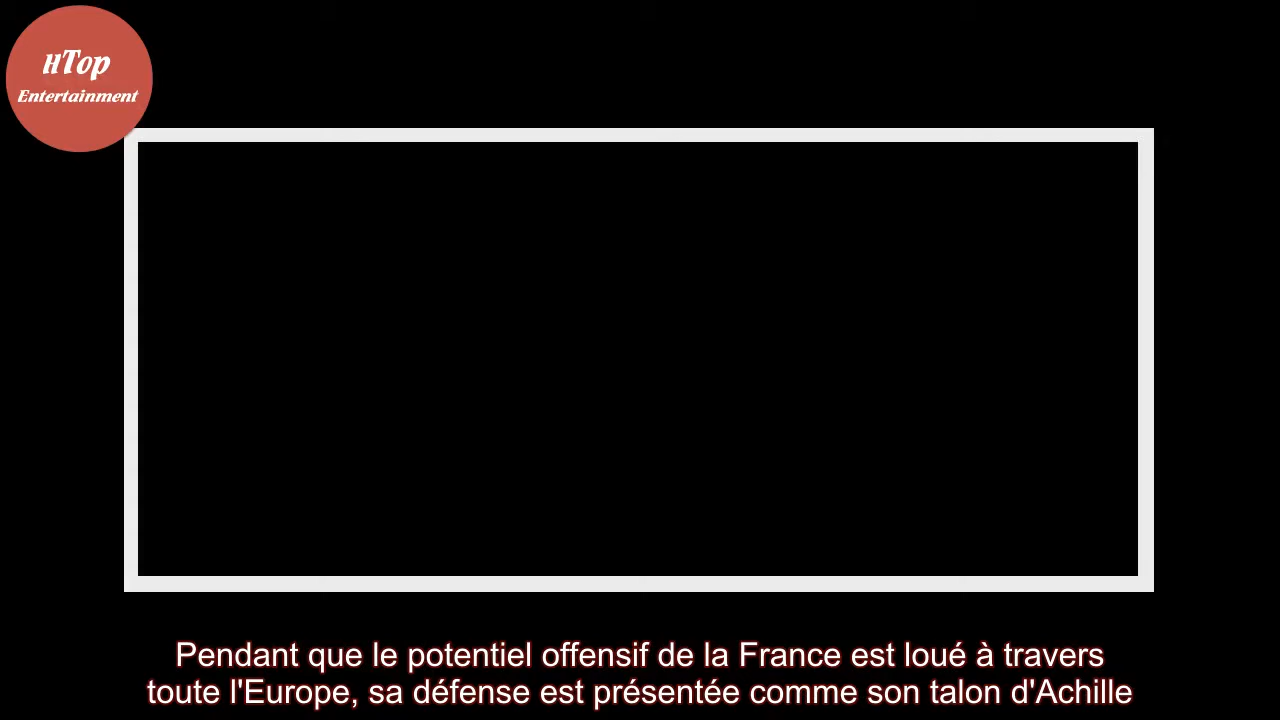 HTop
Entertainment
Pendant que le potentiel offensif de la France est loué à travers
toute l'Europe, sa défense est présentée comme son talon d'Achille